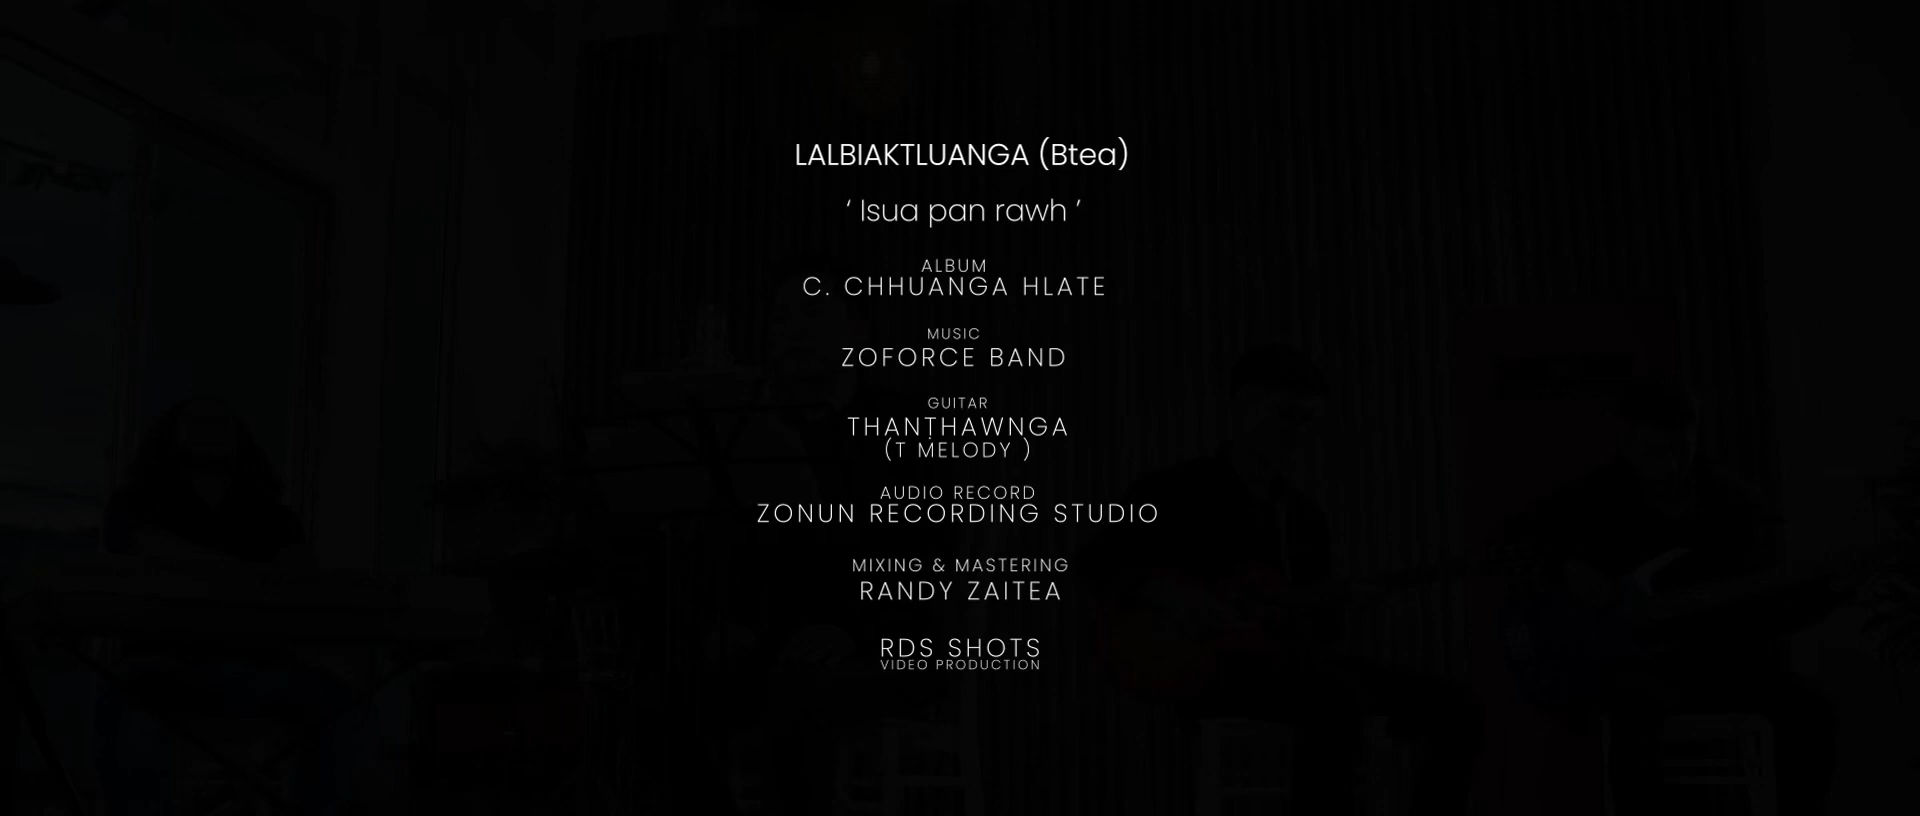 LALBIAKTLUANGA (Btea)
‘ Isua pan rawh ’
ALBUM
C. CHHUANGA HLATE
MUSIC
ZOFORCE BAND
GUITAR
THANṬHAWNGA
(T MELODY )
AUDIO RECORD
ZONUN RECORDING STUDIO
MIXING & MASTERING
RANDY ZAITEA
RDS SHOTS
VIDEO PRODUCTION